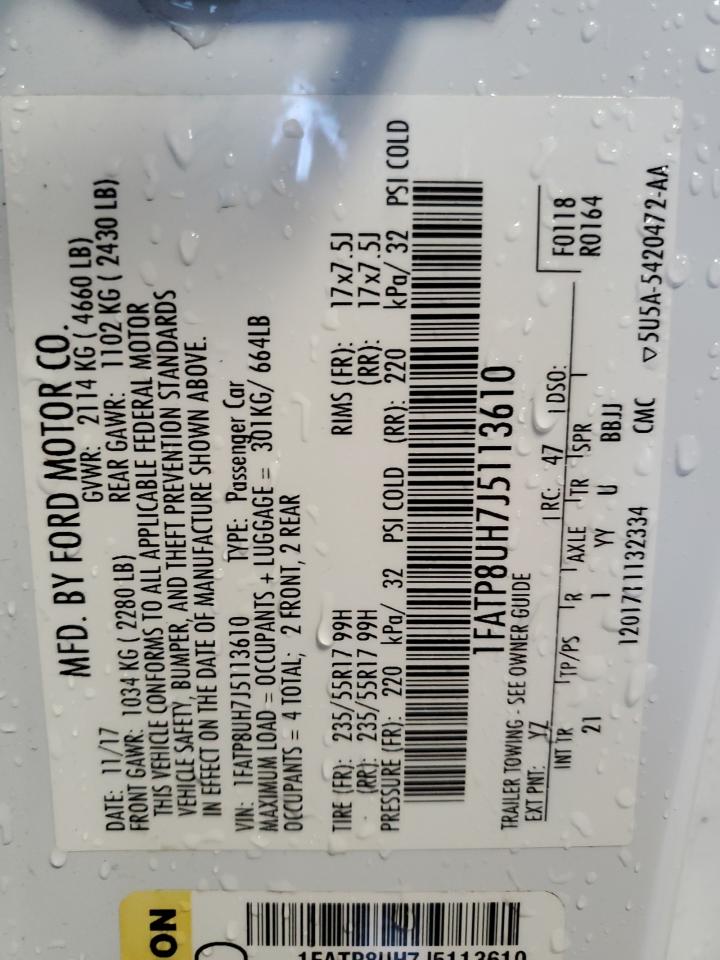 MFD. BY FORD MOTOR CO.
DATE: 11/17 GVWR: 2114 KG ( 4660 LB)
FRONT GAWR: 1034 KG ( 2280 LB) REAR GAWR: 1102 KG ( 2430 LB)
THIS VEHICLE CONFORMS TO ALL APPLICABLE FEDERAL MOTOR
VEHICLE SAFETY, BUMPER, AND THEFT PREVENTION STANDARDS
IN EFFECT ON THE DATE OF MANUFACTURE SHOWN ABOVE.
VIN: 1FATP8UH7J5113610 TYPE: Passenger Car
MAXIMUM LOAD = OCCUPANTS + LUGGAGE = 301KG/ 664LB
OCCUPANTS = 4 TOTAL; 2 FRONT, 2 REAR
TIRE (FR): 235/55R17 99H RIMS (FR): 17x7.5J
(RR): 235/55R17 99H (RR): 17x7.5J
PRESSURE (FR): 220 kPa/ 32 PSI COLD (RR): 220 kPa/ 32 PSI COLD
1FATP8UH7J5113610
TRAILER TOWING - SEE OWNER GUIDE
F0118
R0164
EXT PNT: YZ RC: 47 DSO:
INT TR TP/PS R AXLE TR SPR
21 I YY U BBJJ
12017111132334 CMC ▽5U5A-5420472-AA
ON
1FATP8UH7J5113610